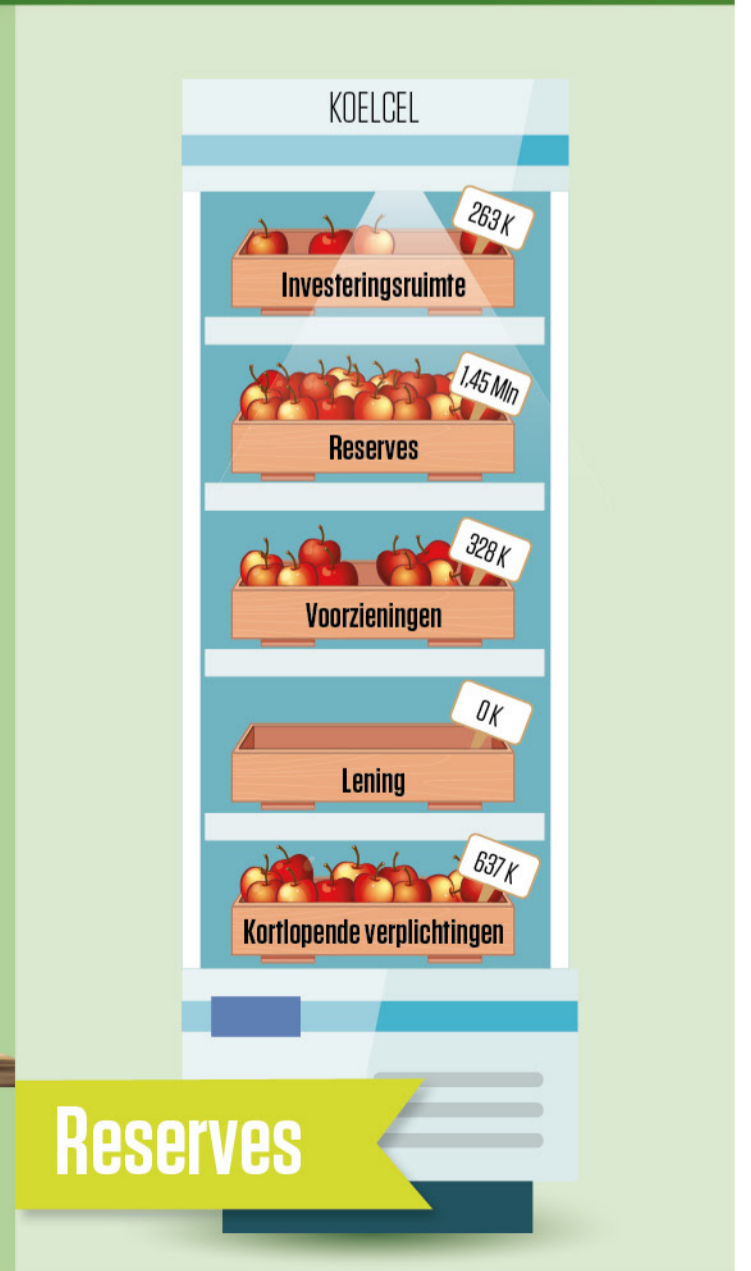 KOELCEL
263 K
Investeringsruimte
1,45 Mln
Reserves
328 K
Voorzieningen
0 K
Lening
637 K
Kortlopende verplichtingen
Reserves